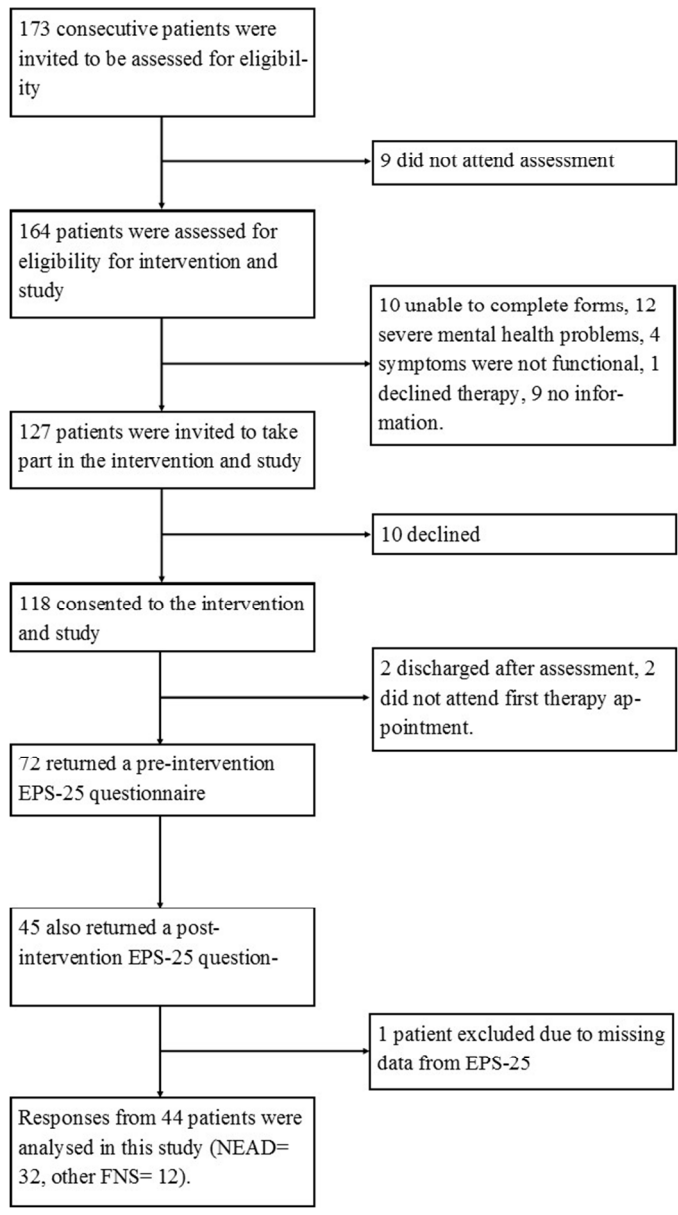 173 consecutive patients were
invited to be assessed for eligibil-
ity
9 did not attend assessment
164 patients were assessed for
eligibility for intervention and
study
10 unable to complete forms, 12
severe mental health problems, 4
symptoms were not functional, 1
declined therapy, 9 no infor-
mation.
127 patients were invited to take
part in the intervention and study
10 declined
118 consented to the intervention
and study
2 discharged after assessment, 2
did not attend first therapy ap-
pointment.
72 returned a pre-intervention
EPS-25 questionnaire
45 also returned a post-
intervention EPS-25 question-
1 patient excluded due to missing
data from EPS-25
Responses from 44 patients were
analysed in this study (NEAD=
32, other FNS= 12).